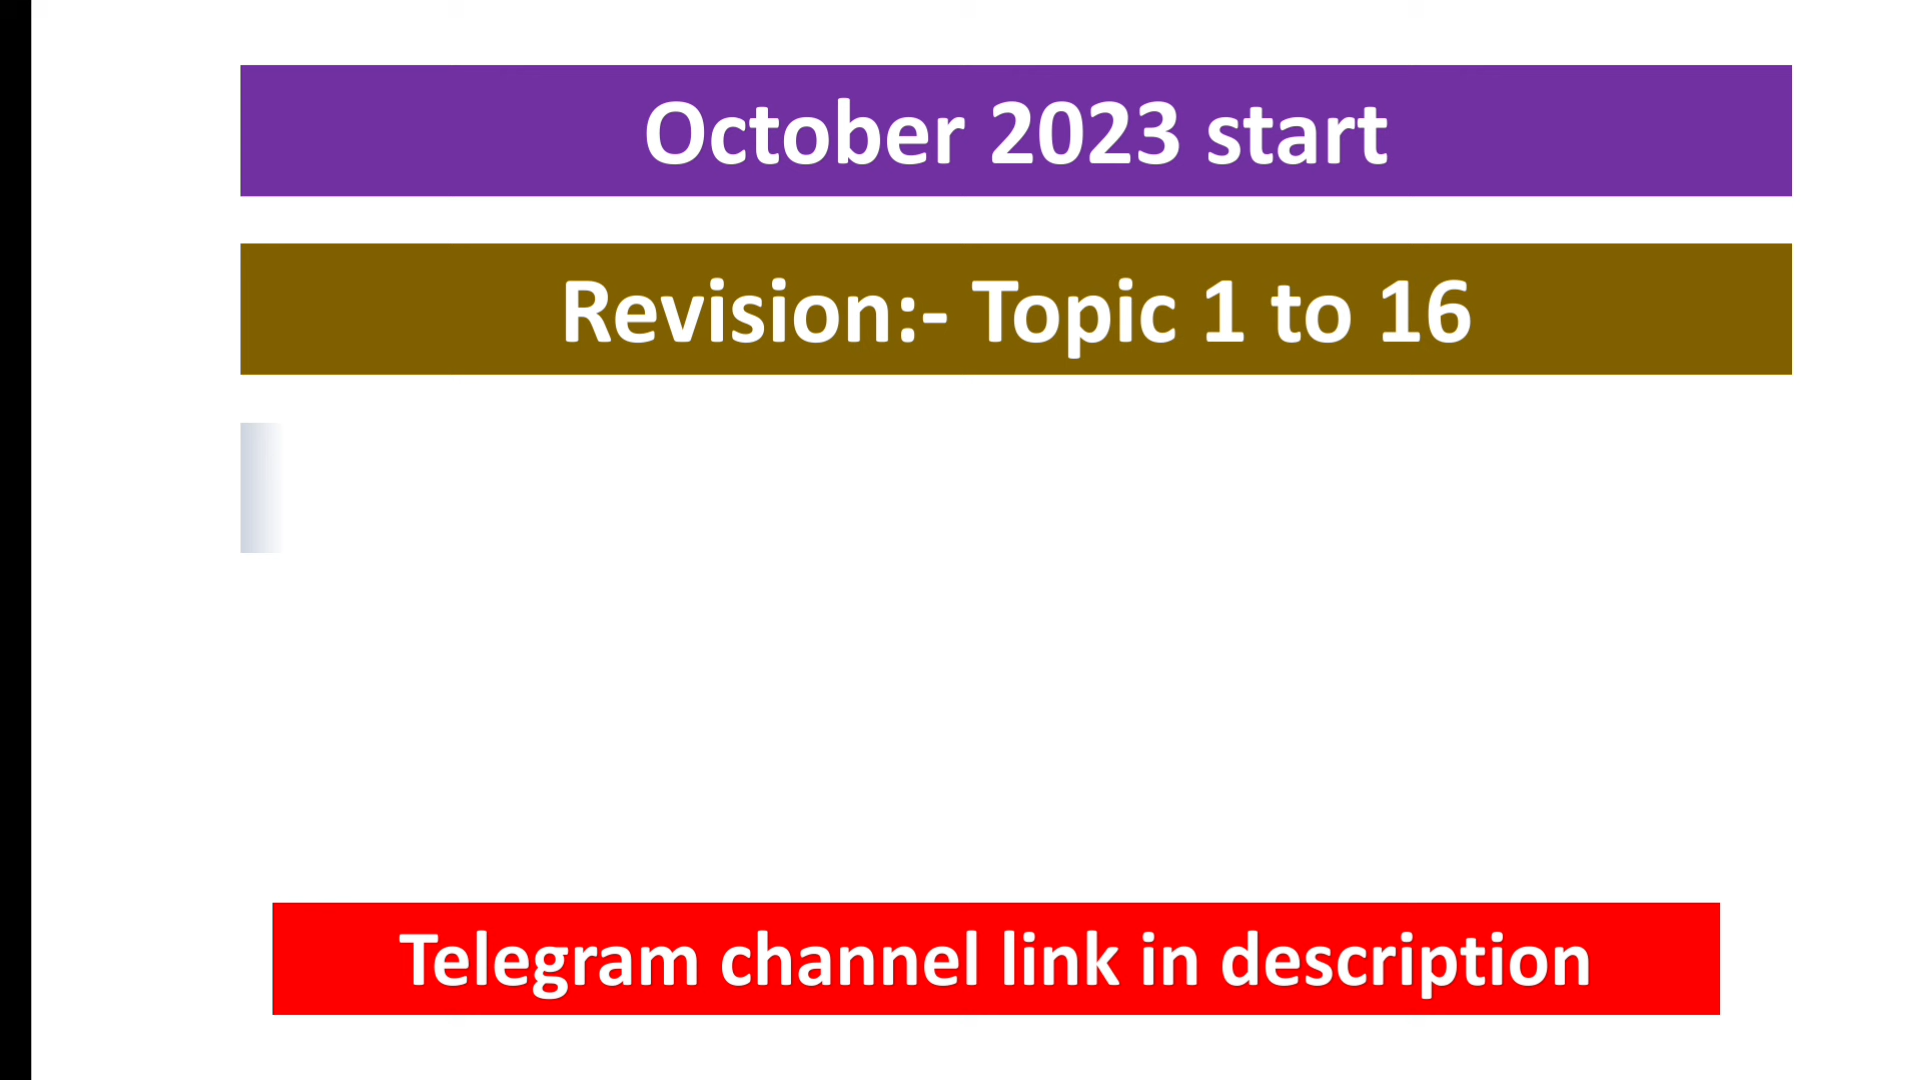 October 2023 start
Revision:- Topic 1 to 16
Telegram channel link in description